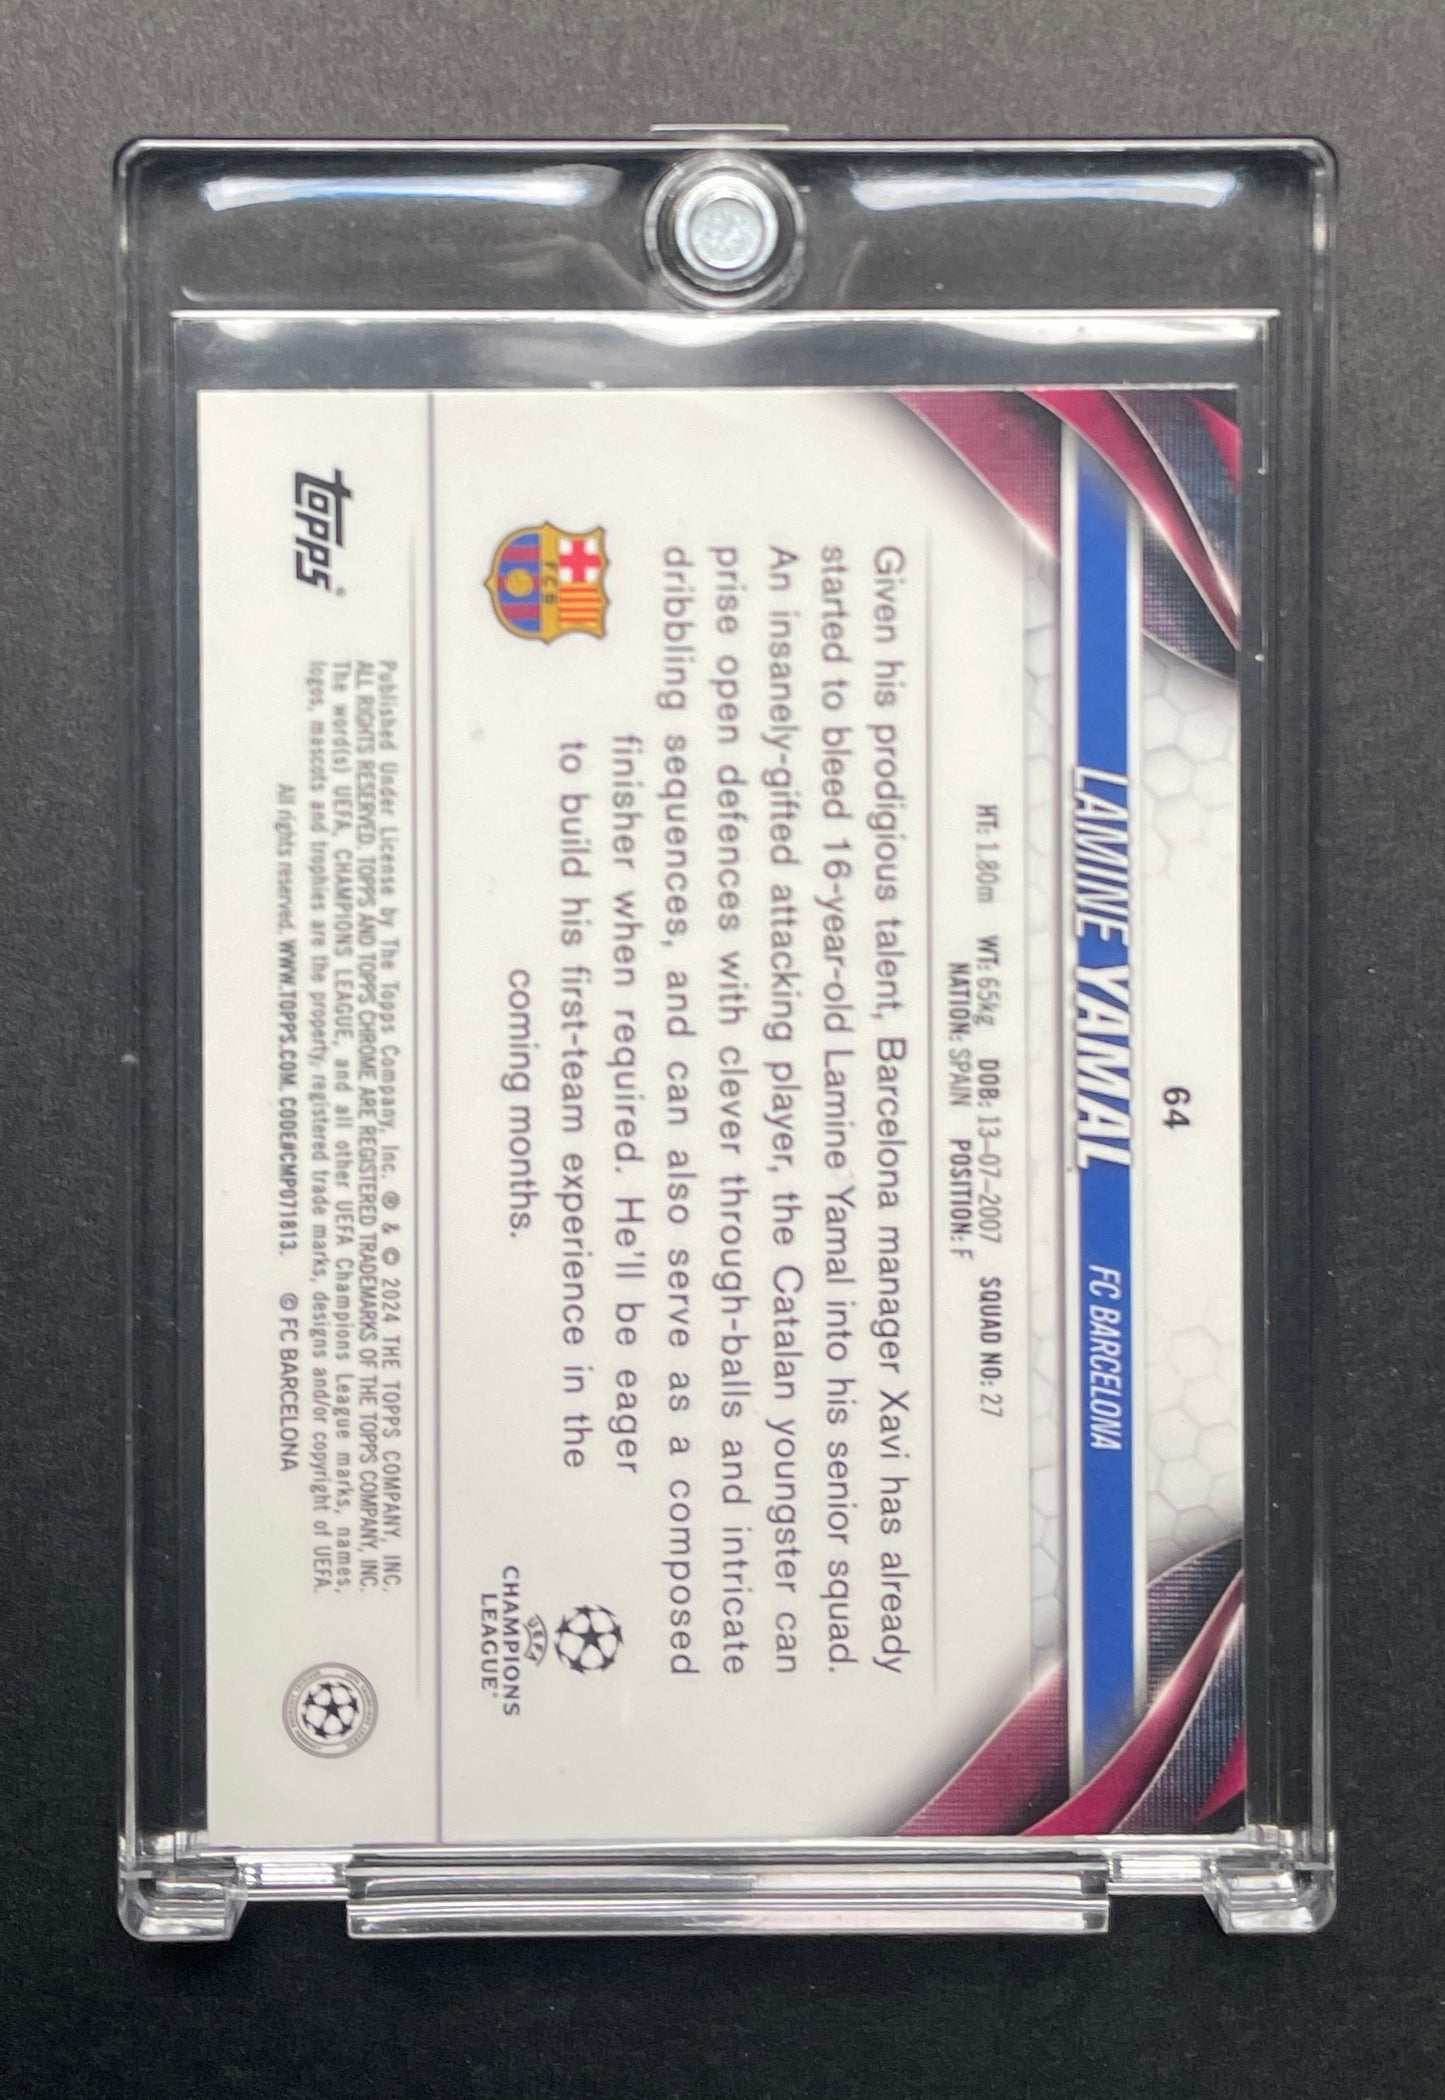 64
LAMINE YAMAL FC BARCELONA
HT: 1.80m WT: 65kg DOB: 13-07-2007 SQUAD NO: 27
NATION: SPAIN POSITION: F
Given his prodigious talent, Barcelona manager Xavi has already
started to bleed 16-year-old Lamine Yamal into his senior squad.
An insanely-gifted attacking player, the Catalan youngster can
prise open defences with clever through-balls and intricate
dribbling sequences, and can also serve as a composed
finisher when required. He'll be eager
to build his first-team experience in the
coming months.
FCB
UEFA
CHAMPIONS
LEAGUE®
topps®
Published Under License by The Topps Company, Inc. ® & © 2024 THE TOPPS COMPANY, INC.
ALL RIGHTS RESERVED. TOPPS AND TOPPS CHROME ARE REGISTERED TRADEMARKS OF THE TOPPS COMPANY, INC.
The word(s) UEFA, CHAMPIONS LEAGUE, and all other UEFA Champions League marks, names,
logos, mascots and trophies are the property, registered trade marks, designs and/or copyright of UEFA.
All rights reserved. WWW.TOPPS.COM. CODE#CMP071813. © FC BARCELONA